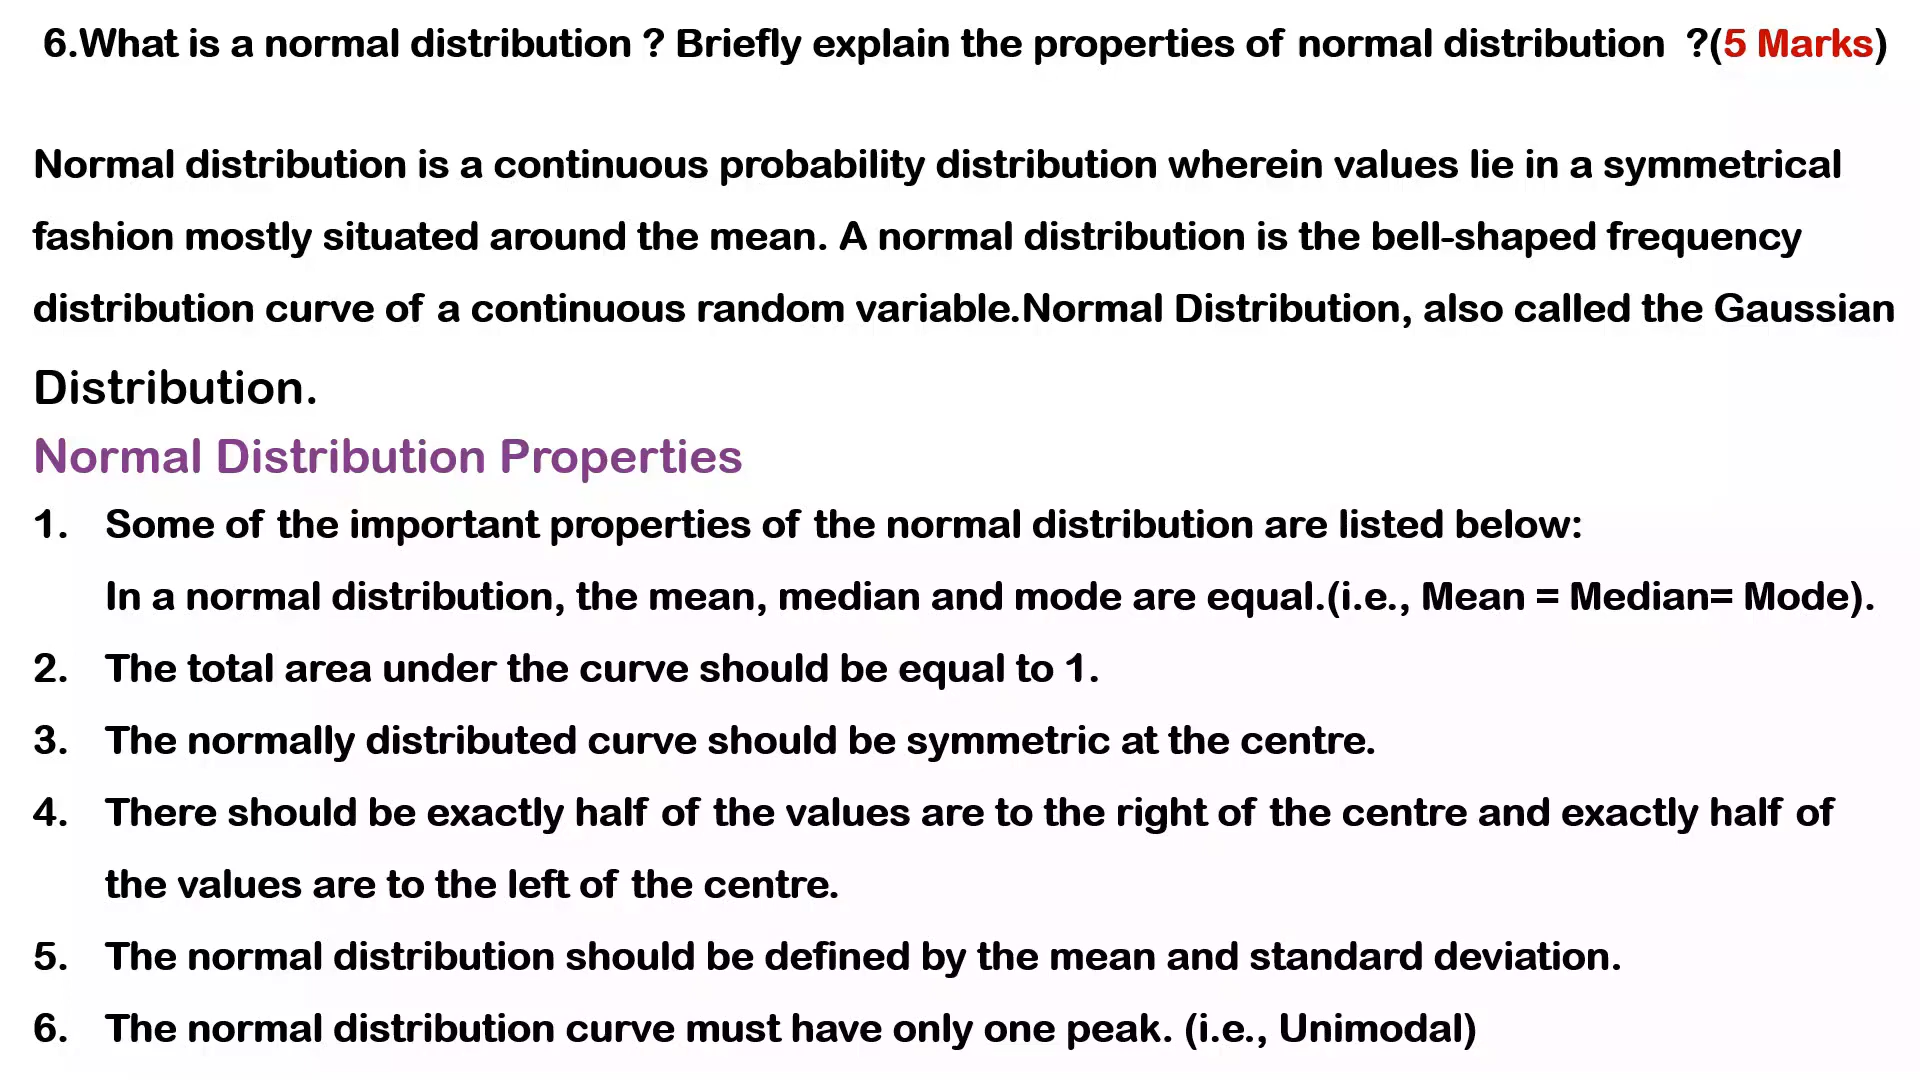 6.What is a normal distribution ? Briefly explain the properties of normal distribution ?(5 Marks)
Normal distribution is a continuous probability distribution wherein values lie in a symmetrical
fashion mostly situated around the mean. A normal distribution is the bell-shaped frequency
distribution curve of a continuous random variable.Normal Distribution, also called the Gaussian
Distribution.
Normal Distribution Properties
1. Some of the important properties of the normal distribution are listed below:
In a normal distribution, the mean, median and mode are equal.(i.e., Mean = Median= Mode).
2. The total area under the curve should be equal to 1.
3. The normally distributed curve should be symmetric at the centre.
4. There should be exactly half of the values are to the right of the centre and exactly half of
the values are to the left of the centre.
5. The normal distribution should be defined by the mean and standard deviation.
6. The normal distribution curve must have only one peak. (i.e., Unimodal)